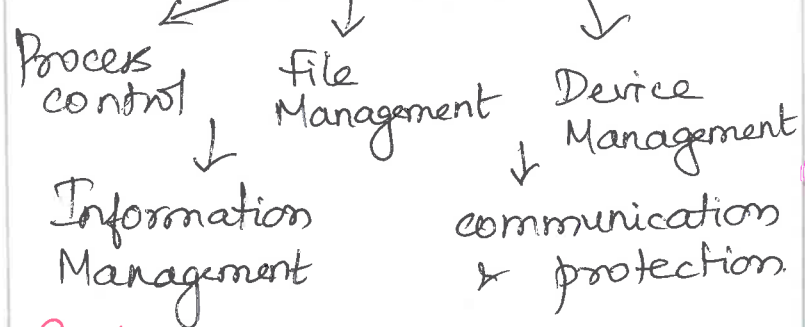 Process
control
File
Management
Device
Management
Information
Management
communication
& protection.